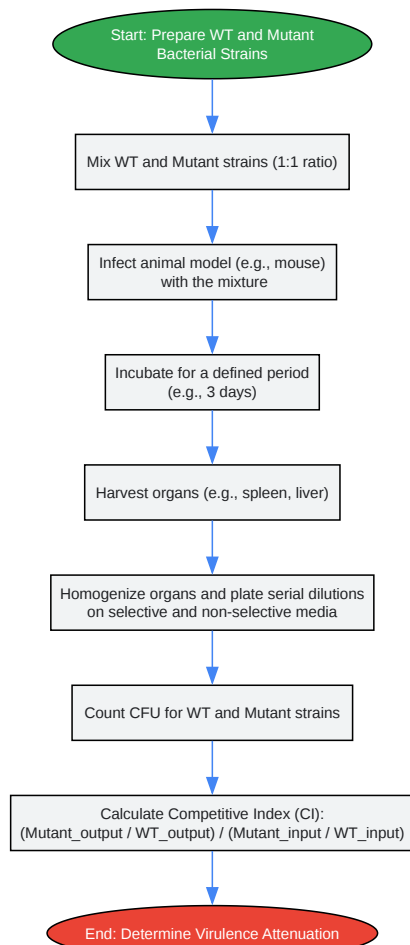 Start: Prepare WT and Mutant
Bacterial Strains
Mix WT and Mutant strains (1:1 ratio)
Infect animal model (e.g., mouse)
with the mixture
Incubate for a defined period
(e.g., 3 days)
Harvest organs (e.g., spleen, liver)
Homogenize organs and plate serial dilutions
on selective and non-selective media
Count CFU for WT and Mutant strains
Calculate Competitive Index (CI):
(Mutant_output / WT_output) / (Mutant_input / WT_input)
End: Determine Virulence Attenuation